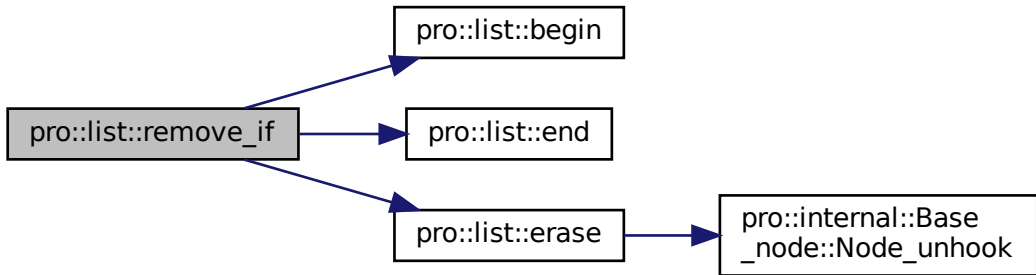 pro::list::begin
pro::list::remove_if
pro::list::end
pro::list::erase
pro::internal::Base
_node::Node_unhook